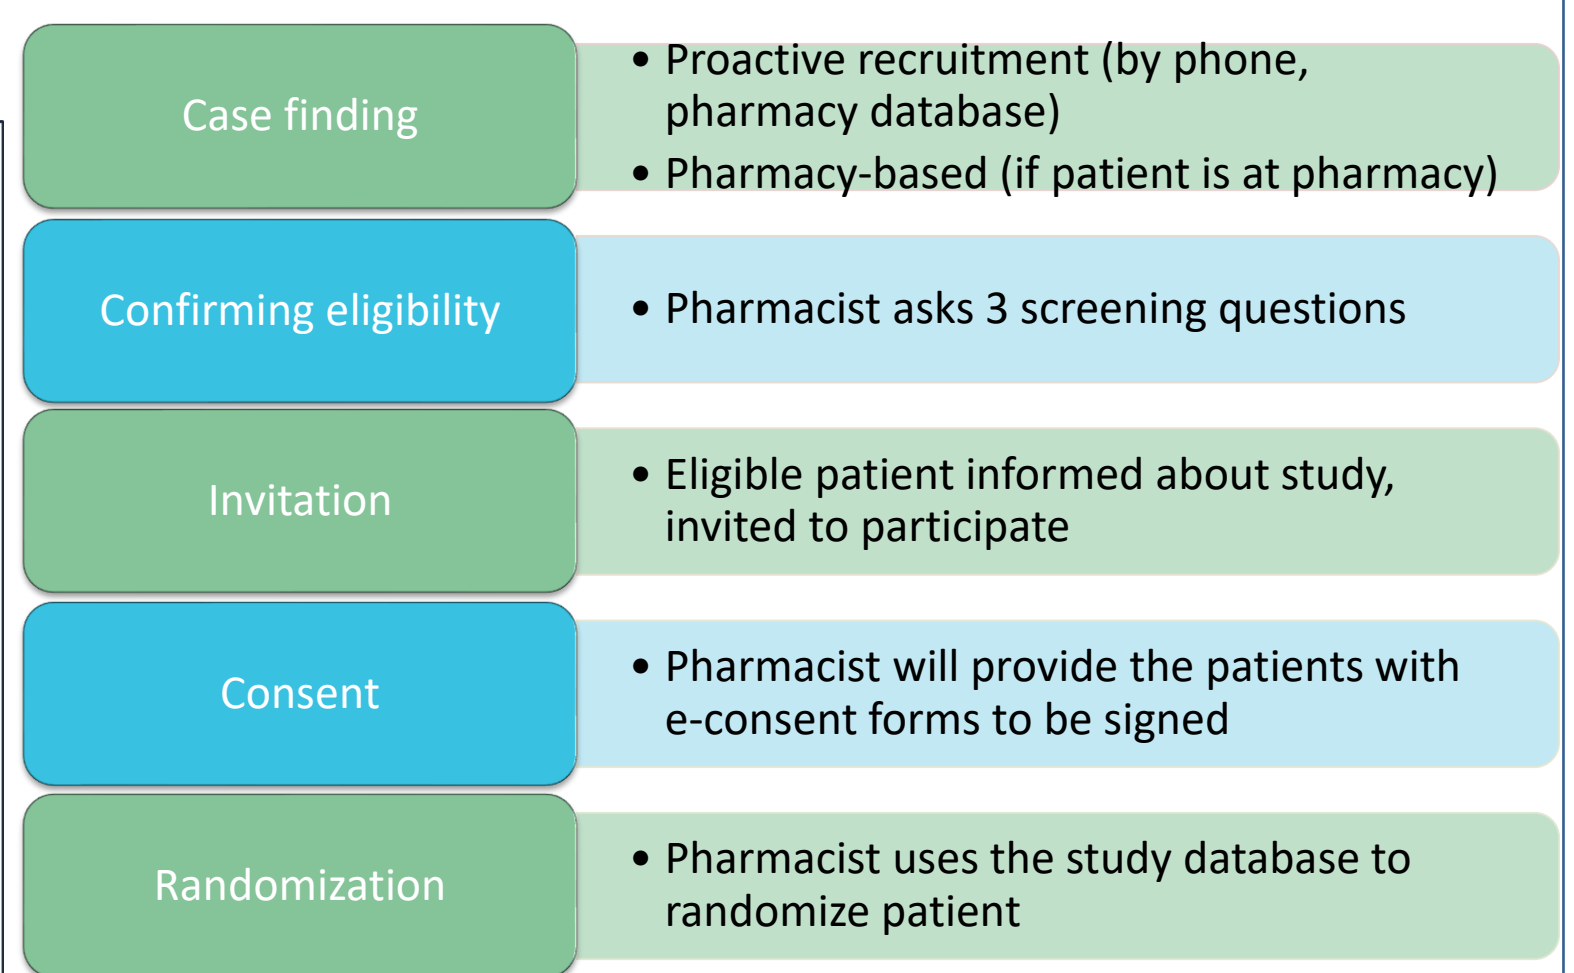 Case finding
• Proactive recruitment (by phone,
pharmacy database)
• Pharmacy-based (if patient is at pharmacy)
Confirming eligibility
• Pharmacist asks 3 screening questions
Invitation
• Eligible patient informed about study,
invited to participate
Consent
• Pharmacist will provide the patients with
e-consent forms to be signed
Randomization
• Pharmacist uses the study database to
randomize patient